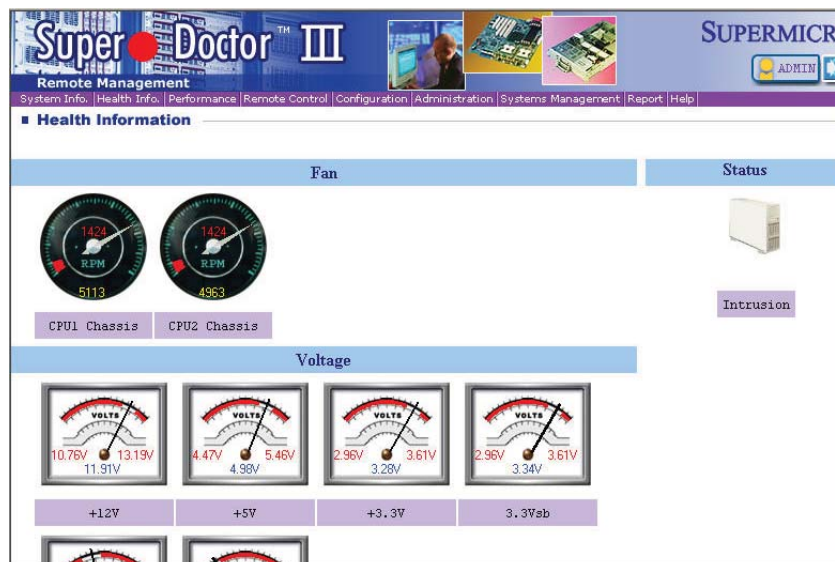 Super Doctor™ III
SUPERMICR
Remote Management
ADMIN
System Info. | Health Info. | Performance | Remote Control | Configuration | Administration | Systems Management | Report | Help
Health Information
Fan
Status
1424
RPM
5113
1424
RPM
4963
CPU1 Chassis
CPU2 Chassis
Intrusion
Voltage
VOLTS
10.76V 13.19V
11.91V
VOLTS
4.47V 5.46V
4.98V
VOLTS
2.96V 3.61V
3.28V
VOLTS
2.96V 3.61V
3.34V
+12V
+5V
+3.3V
3.3Vsb